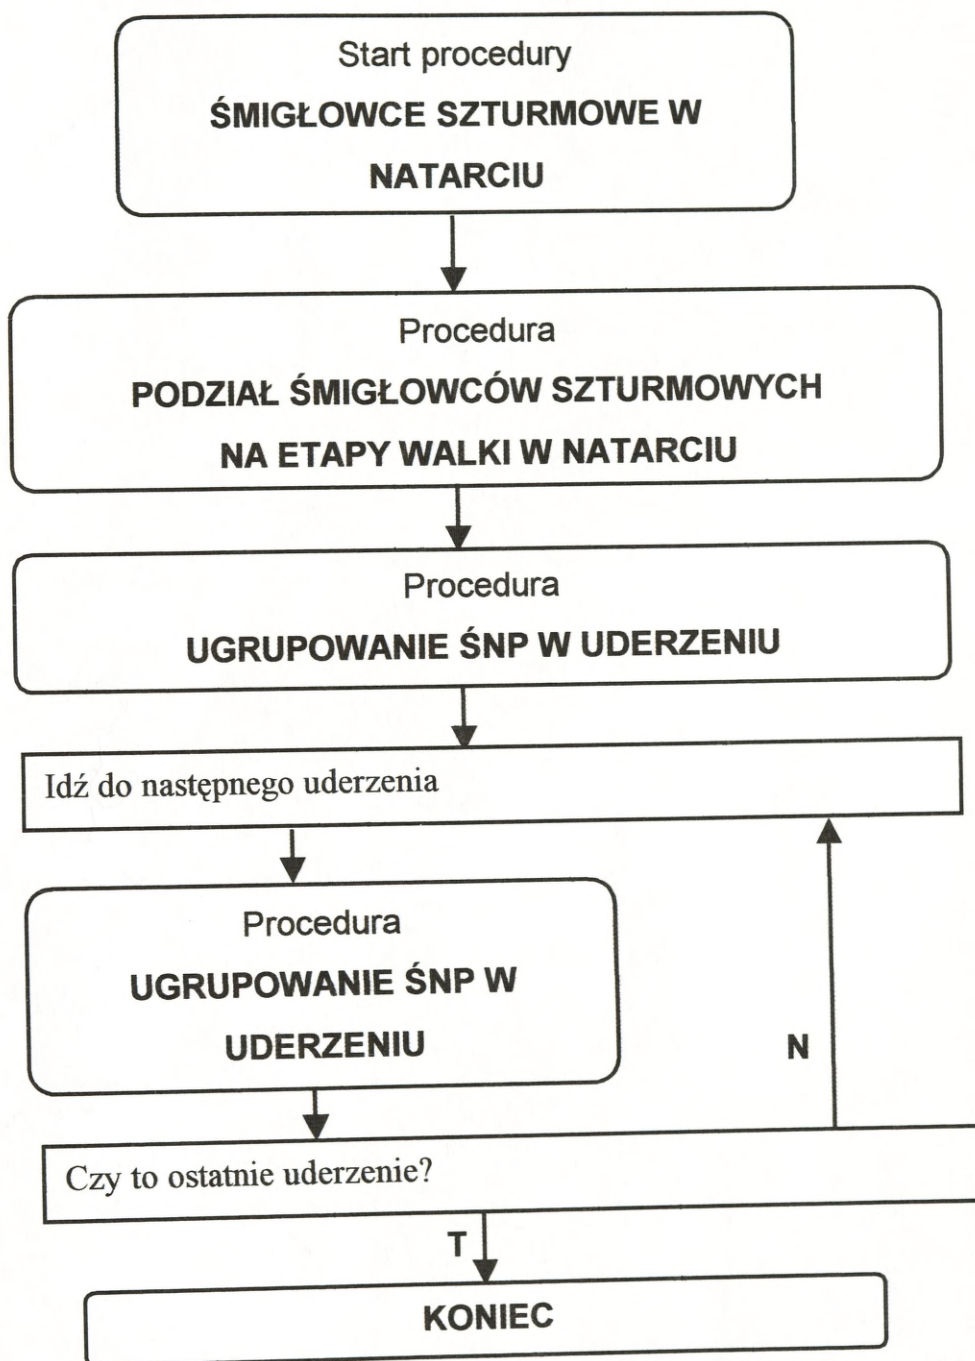 Start procedury
ŚMIGŁOWCE SZTURMOWE W
NATARCIU
Procedura
PODZIAŁ ŚMIGŁOWCÓW SZTURMOWYCH
NA ETAPY WALKI W NATARCIU
Procedura
UGRUPOWANIE ŚNP W UDERZENIU
Idź do następnego uderzenia
Procedura
UGRUPOWANIE ŚNP W
UDERZENIU
N
Czy to ostatnie uderzenie?
T
KONIEC